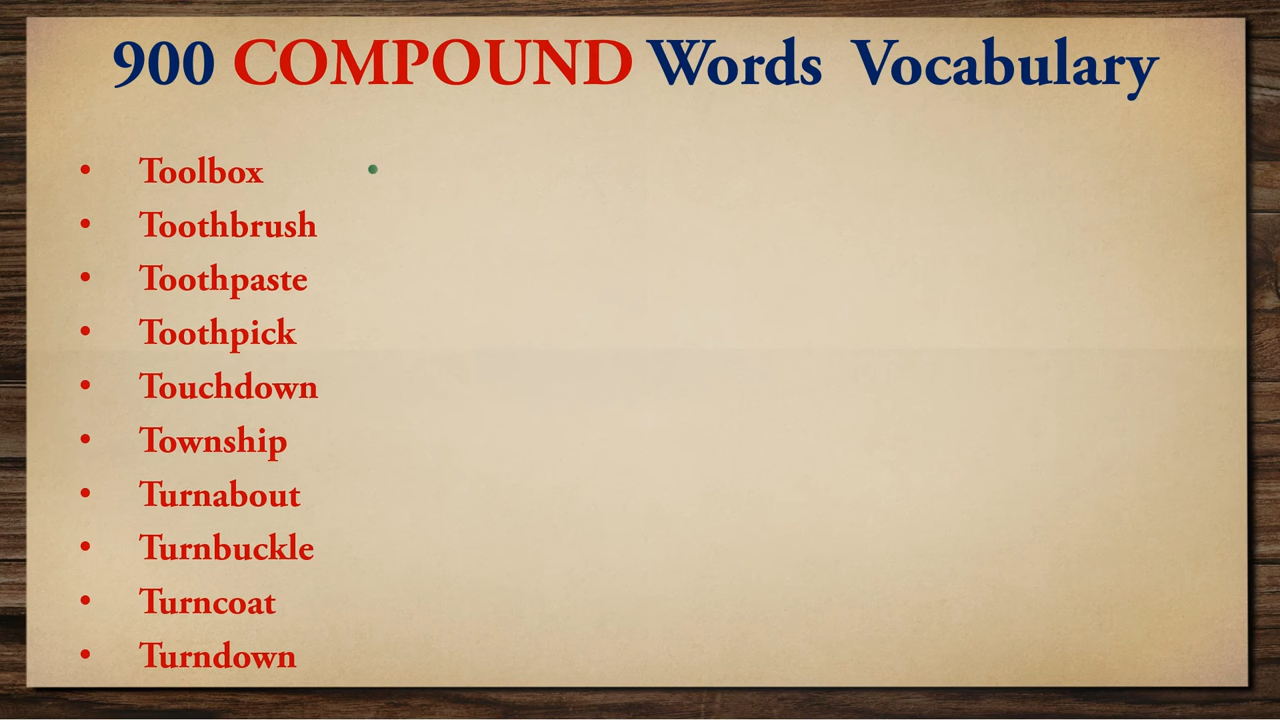 900 COMPOUND Words Vocabulary
• Toolbox
• Toothbrush
• Toothpaste
• Toothpick
• Touchdown
• Township
• Turnabout
• Turnbuckle
• Turncoat
• Turndown